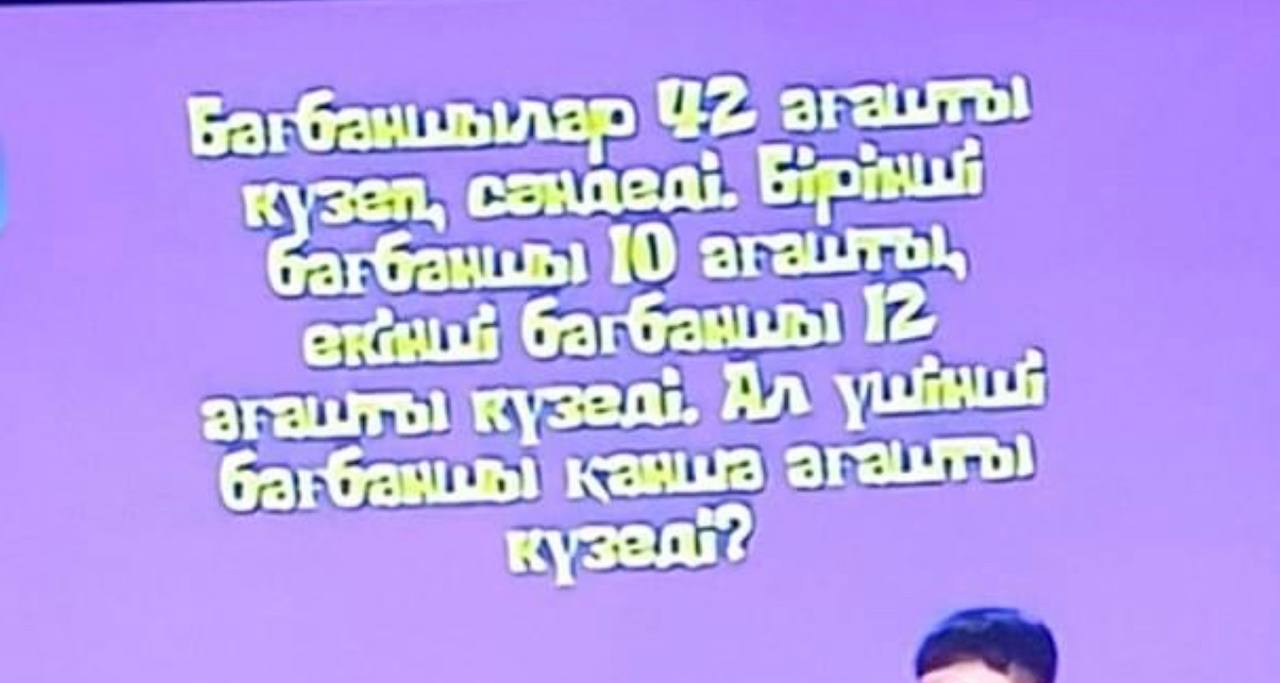 Бағбаншылар 42 ағашты
күзеп, сәндеді. Бірінші
бағбаншы 10 ағашты,
екінші бағбаншы 12
ағашты күзеді. Ал үшінші
бағбаншы қанша ағашты
күзеді?